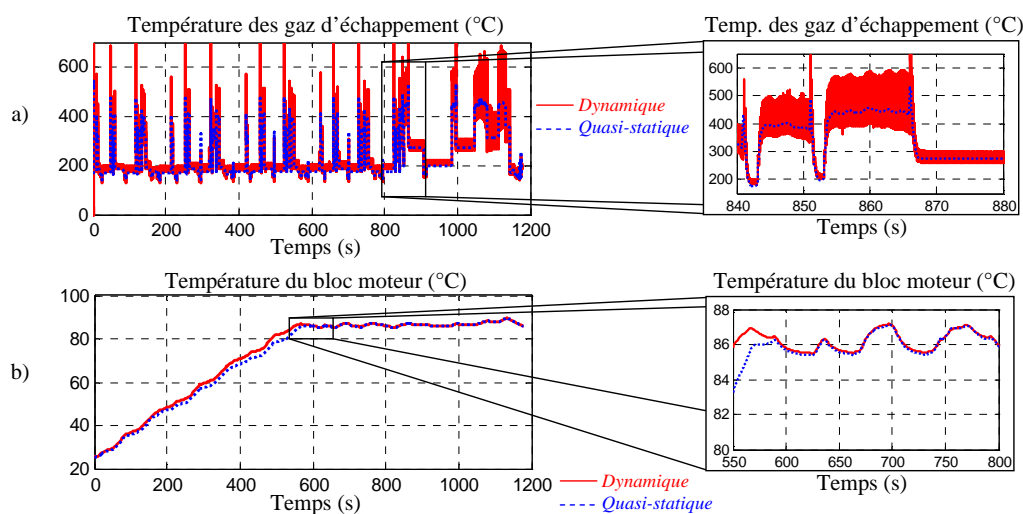 Température des gaz d'échappement (°C)
Temp. des gaz d'échappement (°C)
a)
600
400
200
0
0 200 400 600 800 1000 1200
Temps (s)
Dynamique
Quasi-statique
600
500
400
300
200
840 850 860 870 880
Temps (s)
Température du bloc moteur (°C)
Température du bloc moteur (°C)
b)
100
80
60
40
20
0 200 400 600 800 1000 1200
Temps (s)
Dynamique
Quasi-statique
88
86
84
82
80
550 600 650 700 750 800
Temps (s)